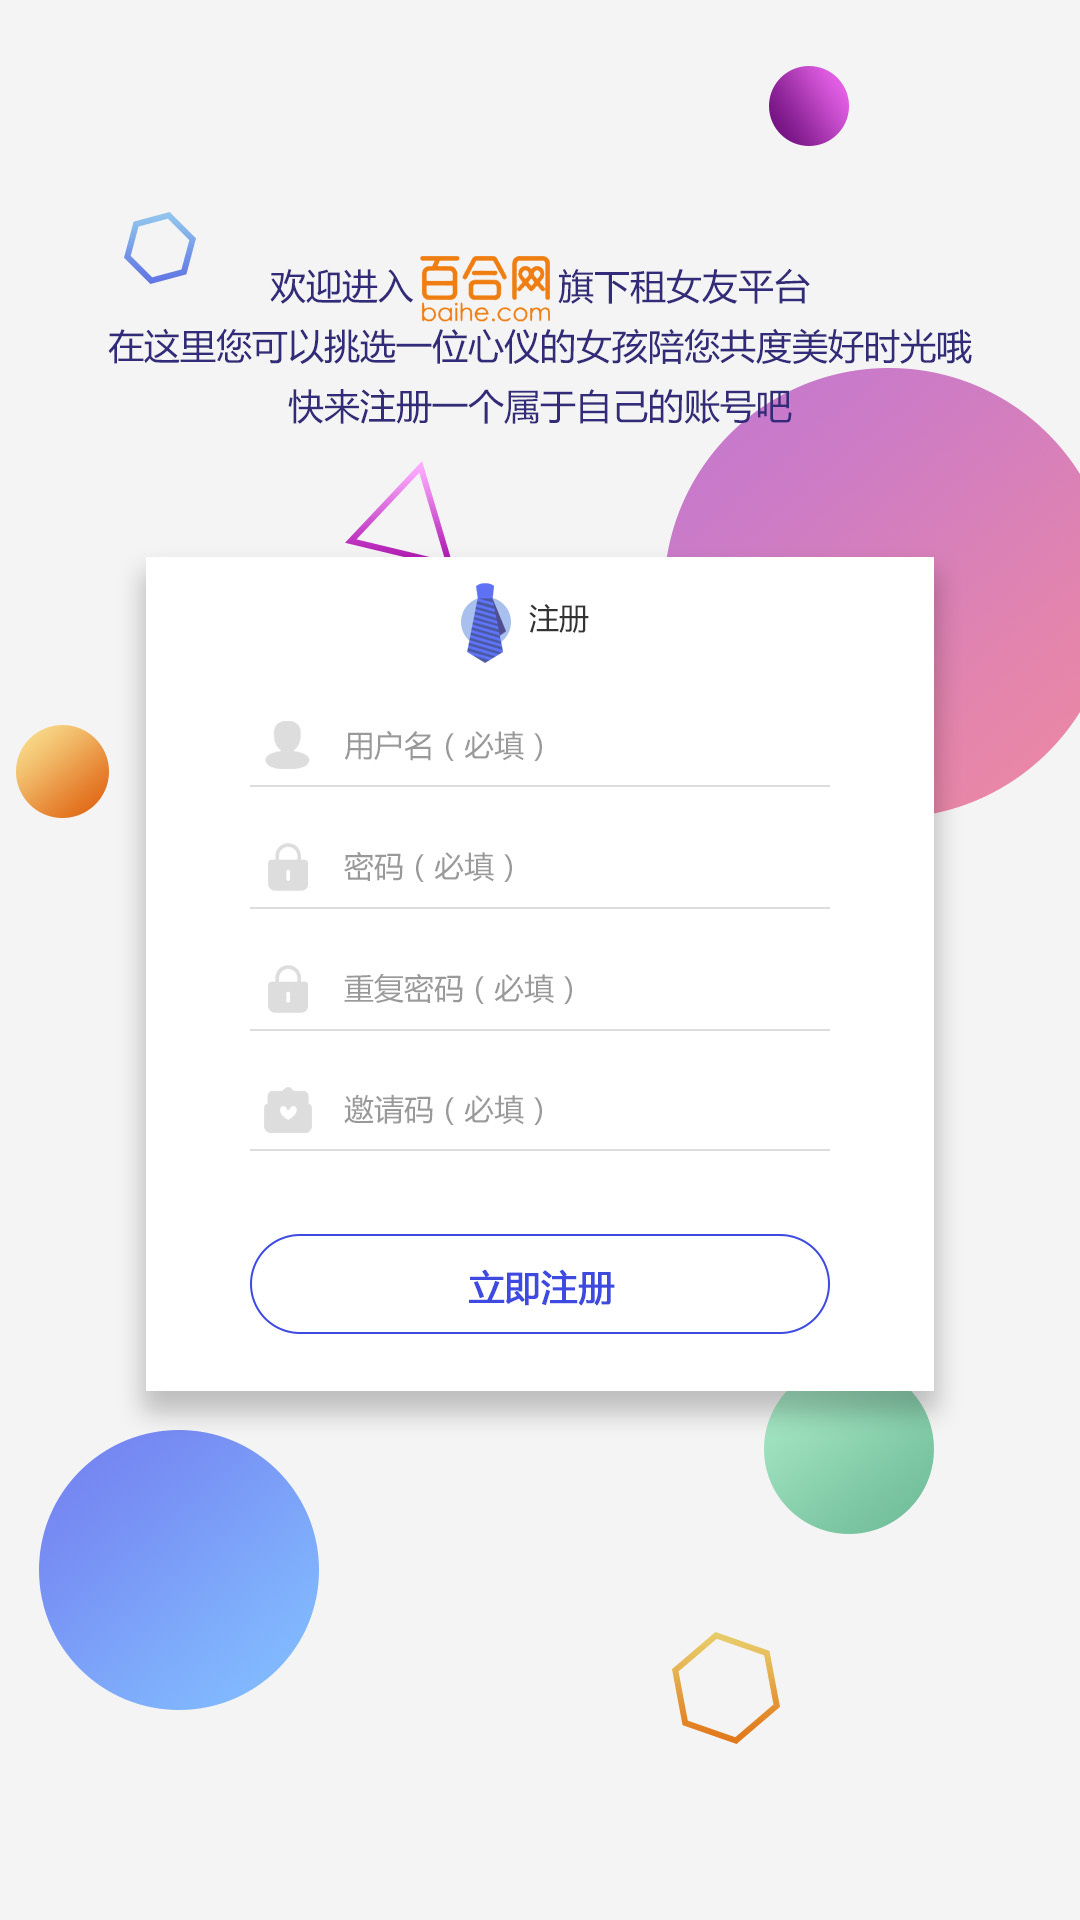 欢迎进入百合网旗下租女友平台
baihe.com
在这里您可以挑选一位心仪的女孩陪您共度美好时光哦
快来注册一个属于自己的账号吧
注册
用户名（必填）
密码（必填）
重复密码（必填）
邀请码（必填）
立即注册